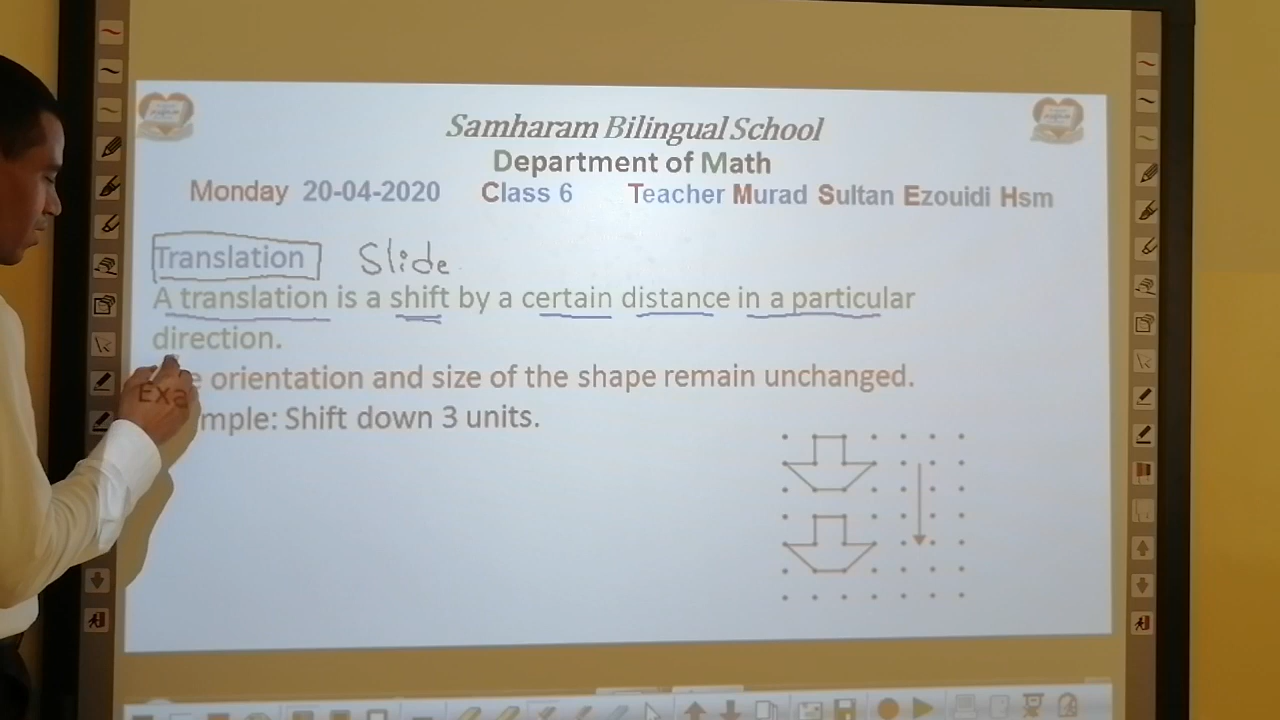 Samharam Bilingual School
Department of Math
Monday 20-04-2020 Class 6 Teacher Murad Sultan Ezouidi Hsm
Translation Slide
A translation is a shift by a certain distance in a particular
direction.
orientation and size of the shape remain unchanged.
Example: Shift down 3 units.